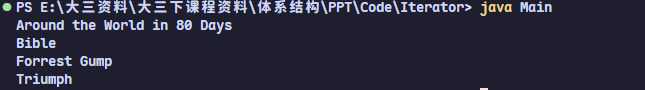 PS E:\大三资料\大三下课程资料\体系结构\PPT\Code\Iterator> java Main
Around the World in 80 Days
Bible
Forrest Gump
Triumph